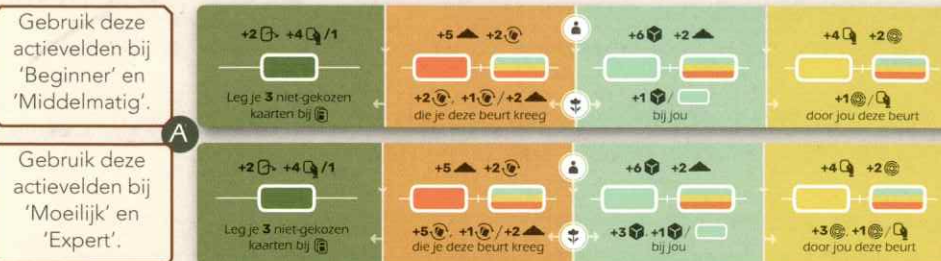 Gebruik deze
actievelden bij
'Beginner' en
'Middelmatig'.
+2 +4 /1
Leg je 3 niet-gekozen
kaarten bij
+5 +2
+2, +1 / +2
die je deze beurt kreeg
+6 +2
+1 /
bij jou
+4 +2
+1 /
door jou deze beurt
A
Gebruik deze
actievelden bij
'Moeilijk' en
'Expert'.
+2 +4 /1
Leg je 3 niet-gekozen
kaarten bij
+5 +2
+5, +1 / +2
die je deze beurt kreeg
+6 +2
+3, +1 /
bij jou
+4 +2
+3, +1 /
door jou deze beurt